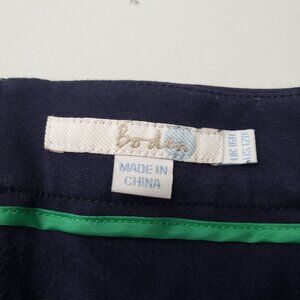 Boden
MADE IN
CHINA
UK 16R
US 12R